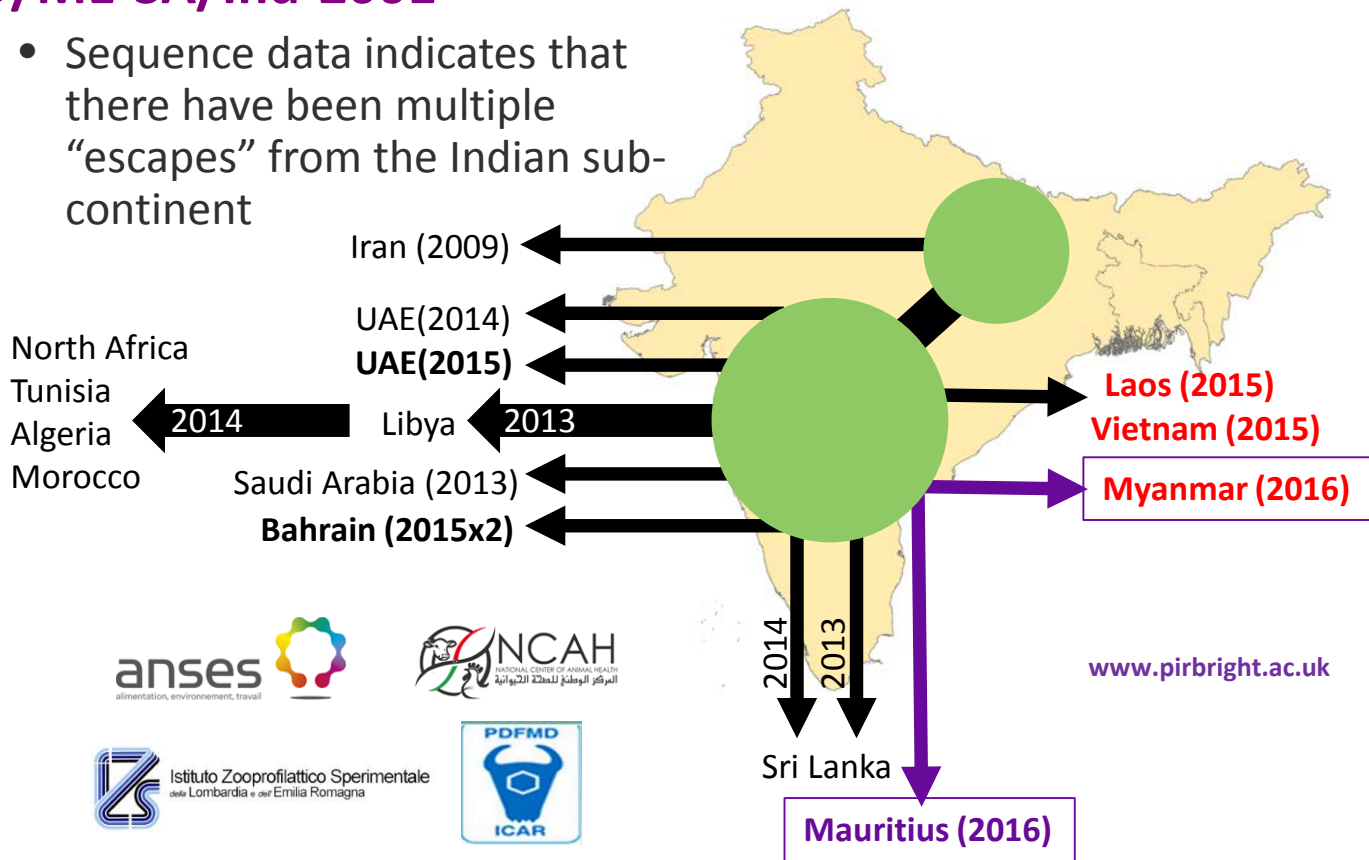 • Sequence data indicates that
there have been multiple
“escapes” from the Indian sub-
continent
Iran (2009)
UAE(2014)
UAE(2015)
North Africa
Tunisia
Algeria
Morocco
2014
Libya
2013
Saudi Arabia (2013)
Bahrain (2015x2)
Laos (2015)
Vietnam (2015)
Myanmar (2016)
2014
2013
Sri Lanka
Mauritius (2016)
www.pirbright.ac.uk
anses
alimentation, environnement, travail
NCAH
NATIONAL CENTER OF ANIMAL HEALTH
المركز الوطني للصحة الحيوانية
Istituto Zooprofilattico Sperimentale
della Lombardia e dell'Emilia Romagna
PDFMD
ICAR